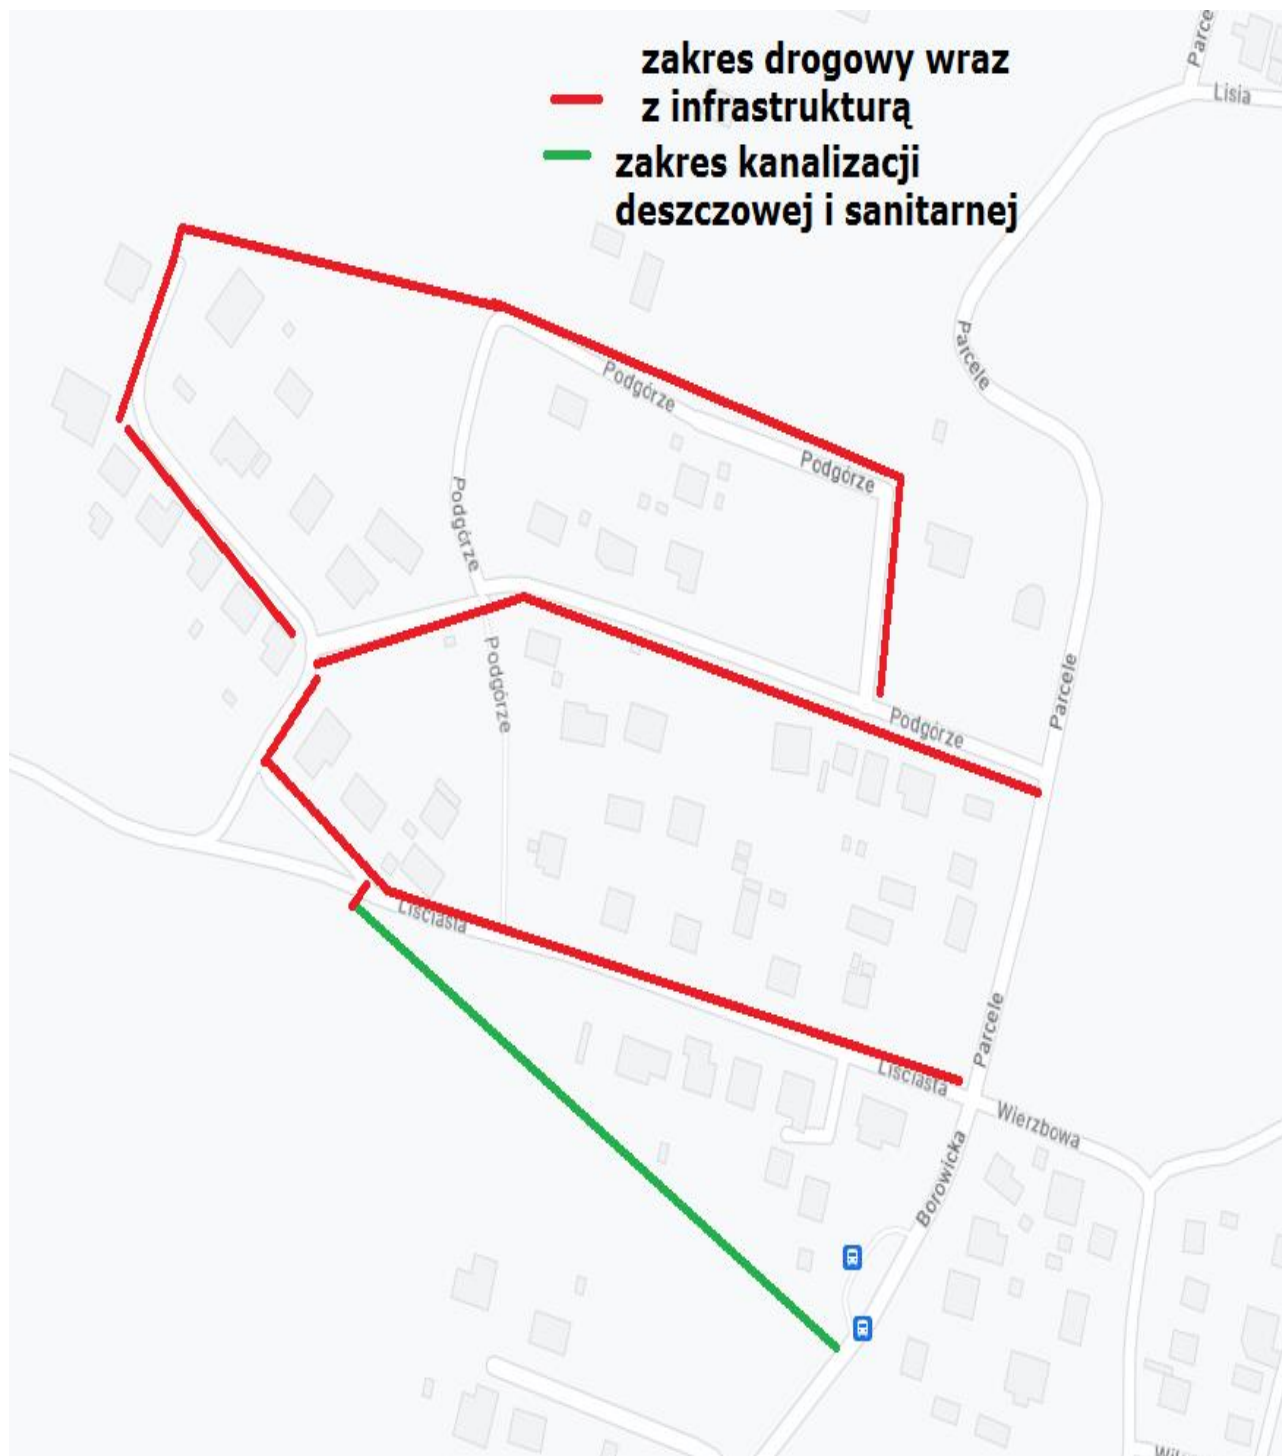 zakres drogowy wraz
z infrastrukturą
zakres kanalizacji
deszczowej i sanitarnej
Parce
Lisia
Parcele
Podgórze
Podgórze
Podgórze
Podgórze
Parcele
Podgórze
Liściasta
Parcele
Liściasta
Wierzbowa
Borowicka